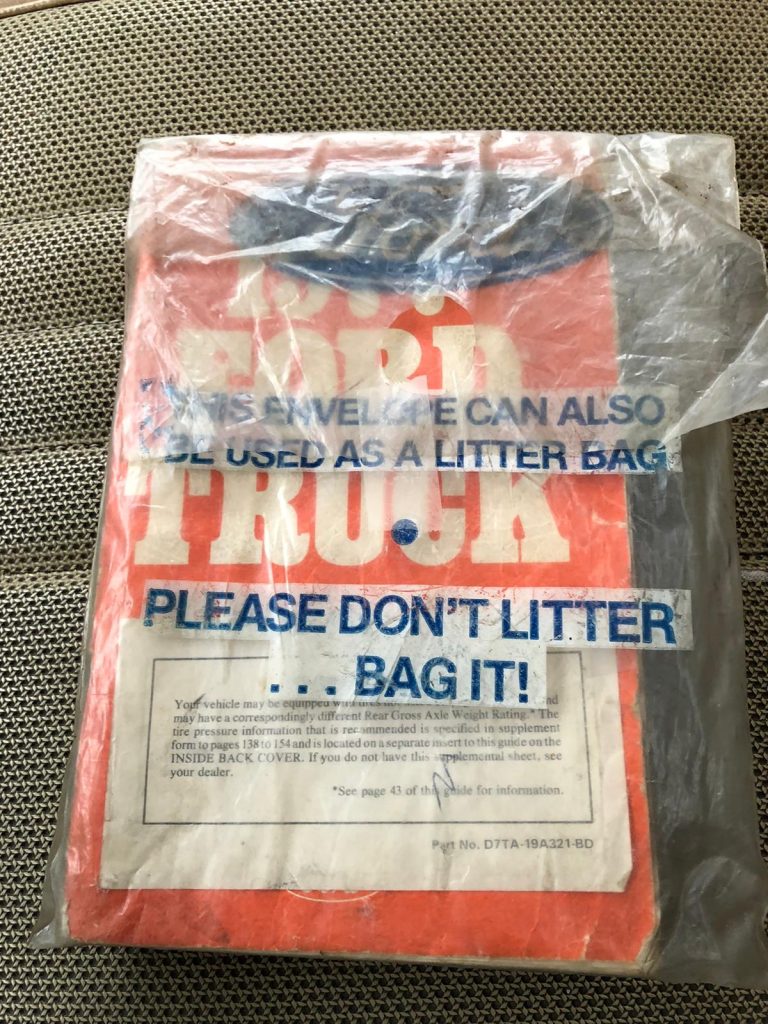 FORD
THIS ENVELOPE CAN ALSO
BE USED AS A LITTER BAG
TRUCK
PLEASE DON'T LITTER
... BAG IT!
Your vehicle may be equipped with tires not and
may have a correspondingly different Rear Gross Axle Weight Rating.* The
tire pressure information that is recommended is specified in supplement
form to pages 138 to 154 and is located on a separate insert to this guide on the
INSIDE BACK COVER. If you do not have this supplemental sheet, see
your dealer.
*See page 43 of this guide for information.
Part No. D7TA-19A321-BD